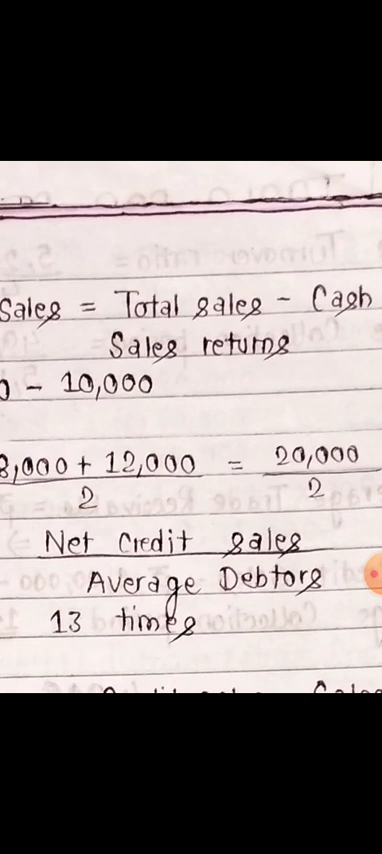 Sales = Total sales - Cash
Sales returns
0 - 10,000
8,000 + 12,000 = 20,000
2 2
Net Credit sales
Average Debtors
13 times